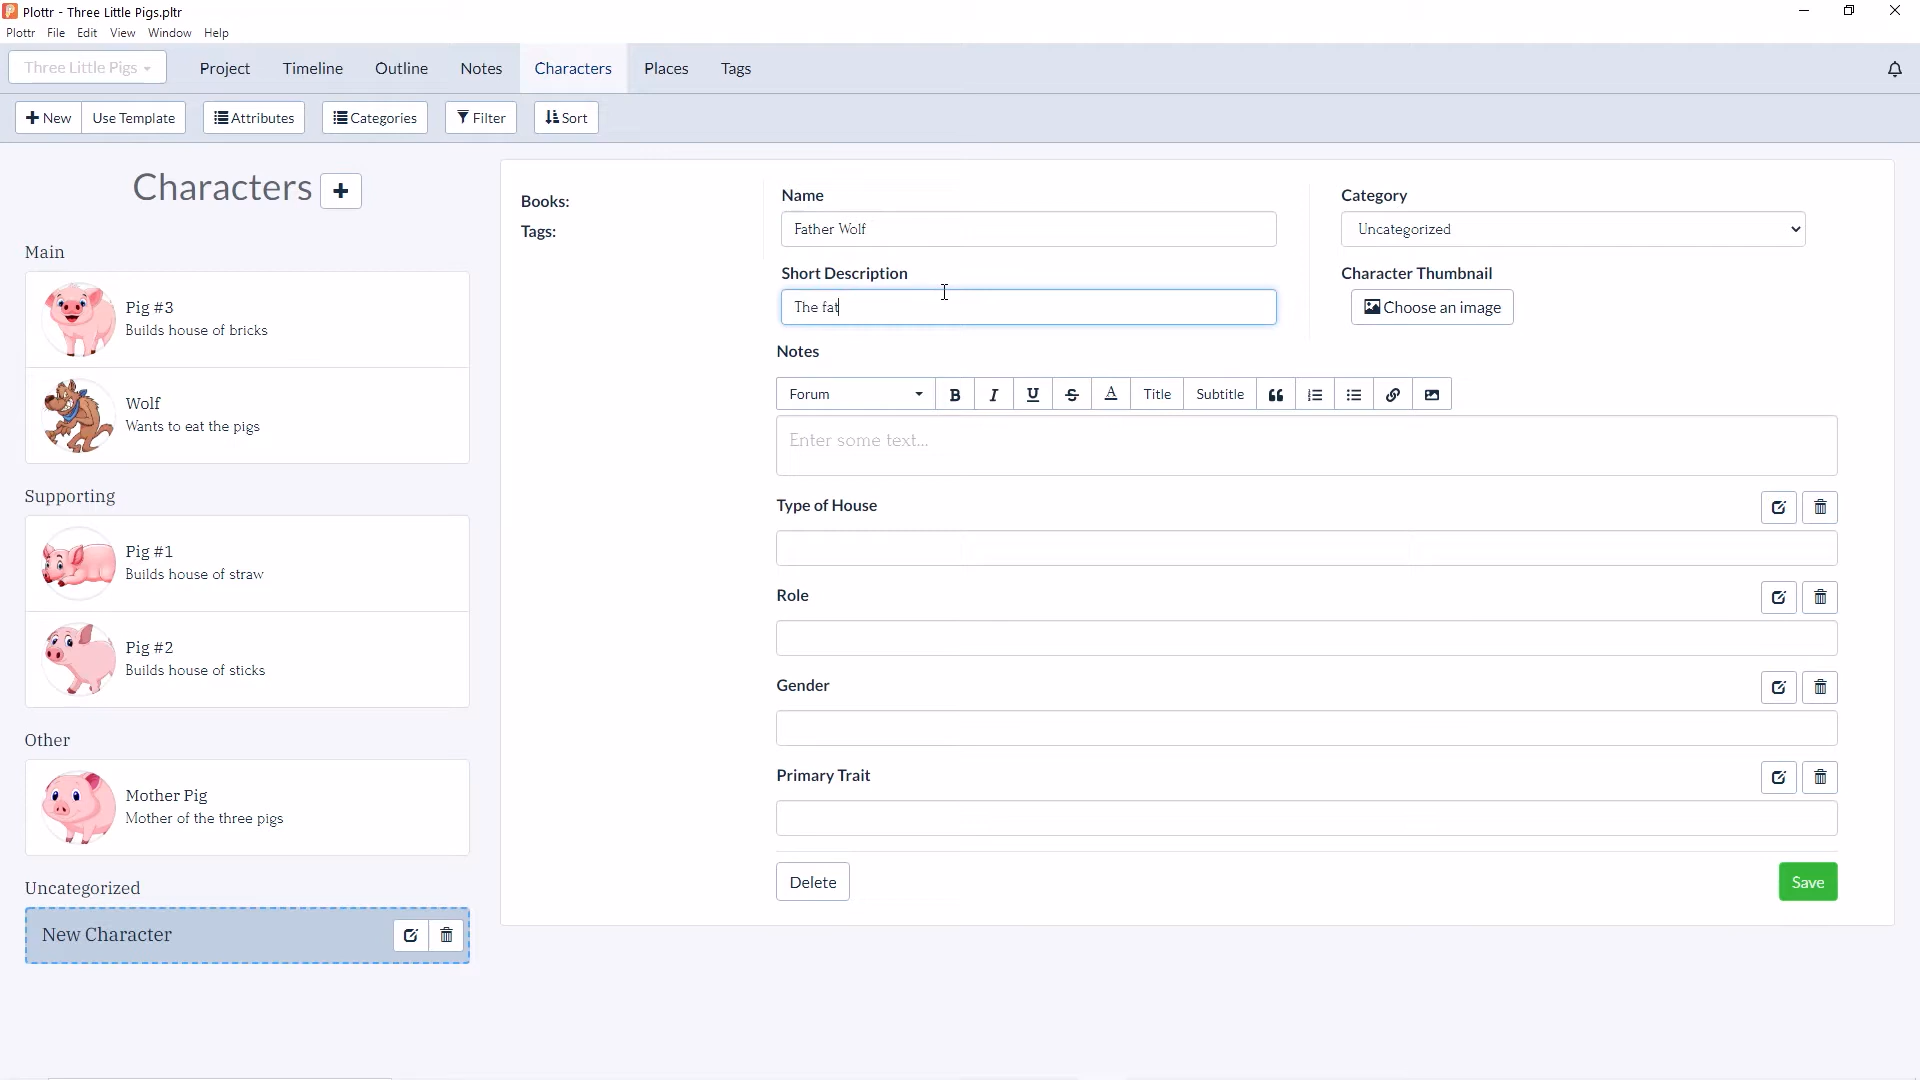 Plottr - Three Little Pigs.pltr
Plottr File Edit View Window Help
Three Little Pigs Project Timeline Outline Notes Characters Places Tags
New Use Template Attributes Categories Filter Sort
Characters
Main
Pig #3
Builds house of bricks
Wolf
Wants to eat the pigs
Supporting
Pig #1
Builds house of straw
Pig #2
Builds house of sticks
Other
Mother Pig
Mother of the three pigs
Uncategorized
New Character
Books:
Tags:
Name
Father Wolf
Short Description
The fat
Category
Uncategorized
Character Thumbnail
Choose an image
Notes
Forum B I U S A Title Subtitle
Enter some text...
Type of House
Role
Gender
Primary Trait
Delete Save